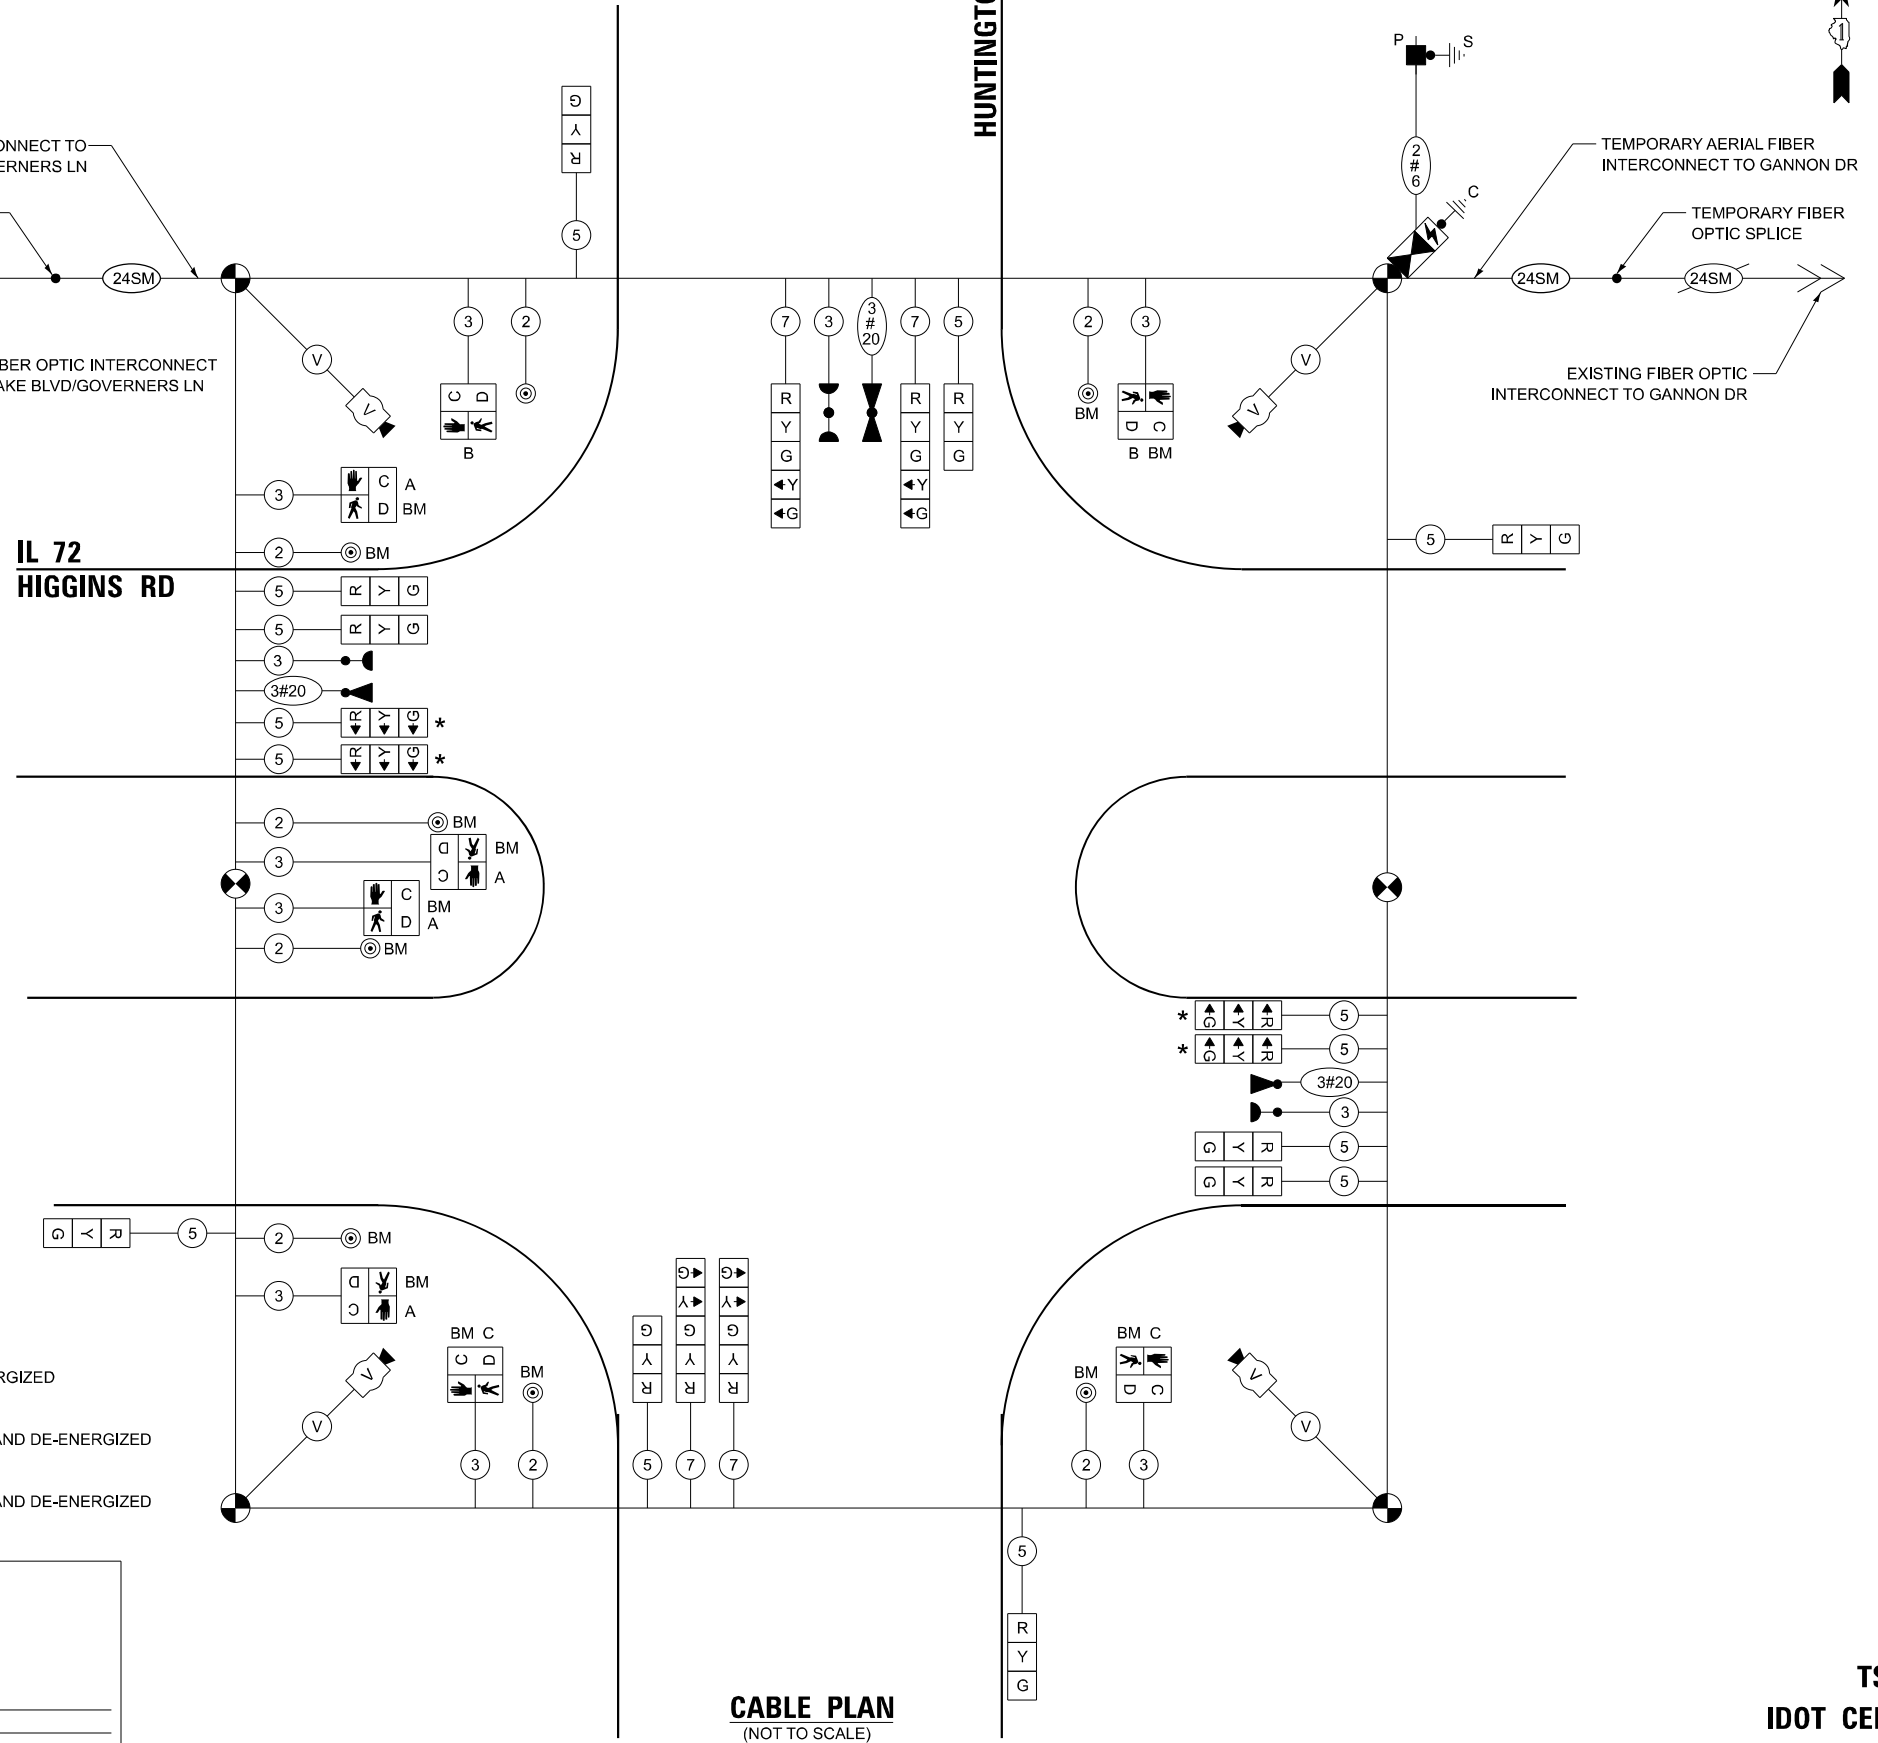 HUNTINGTO
P
S
1
G
Y
R
ONNECT TO
ERNERS LN
2
#
6
TEMPORARY AERIAL FIBER
INTERCONNECT TO GANNON DR
C
5
TEMPORARY FIBER
OPTIC SPLICE
24SM
24SM
24SM
3
2
7
3
3
#
20
7
5
2
3
V
V
IBER OPTIC INTERCONNECT
AKE BLVD/GOVERNERS LN
EXISTING FIBER OPTIC
INTERCONNECT TO GANNON DR
V
C D
B
R
Y
G
Y
G
R
Y
G
Y
G
R
Y
G
BM
D C
B BM
V
3
C A
D BM
5
R Y G
IL 72
HIGGINS RD
2
BM
5
R Y G
5
R Y G
3
3#20
5
R Y G *
5
R Y G *
2
BM
3
D BM
C A
3
C BM
D A
2
BM
* G Y R
5
* G Y R
5
3#20
3
G Y R
5
G Y R
5
G Y R
5
2
BM
3
D BM
C A
BM C
C D
BM
G
Y
R
G
Y
G
Y
R
G
Y
G
Y
R
BM
BM C
D C
V
V
RGIZED
V
V
AND DE-ENERGIZED
3
2
5
7
7
2
3
AND DE-ENERGIZED
5
R
Y
G
CABLE PLAN
(NOT TO SCALE)
TS
IDOT CE